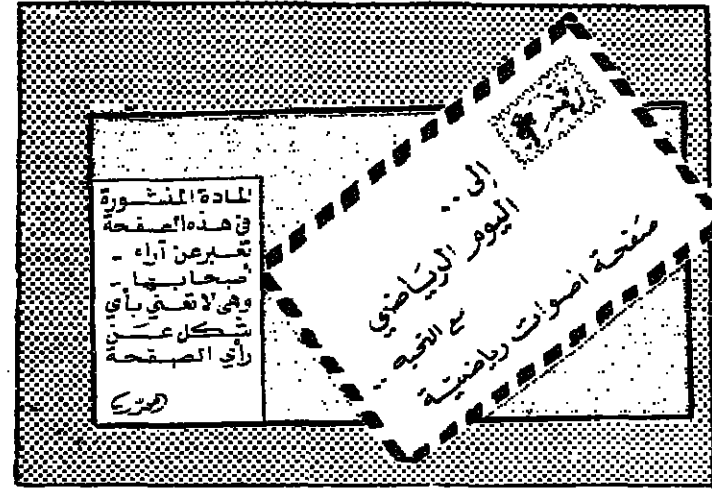 إلى ..
اليوم الرياضي
صفحة أصوات رياضية
مع التحية ..
المادة المنشورة
في هذه الصفحة
تعبر عن آراء -
أصحابها -
وهي لا تعني بأي
شكل عن
رأي الصفحة
المحرر